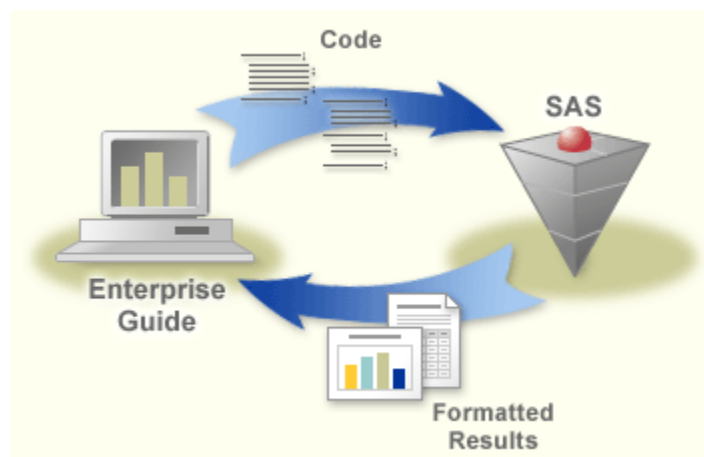 Code
SAS
Enterprise
Guide
Formatted
Results